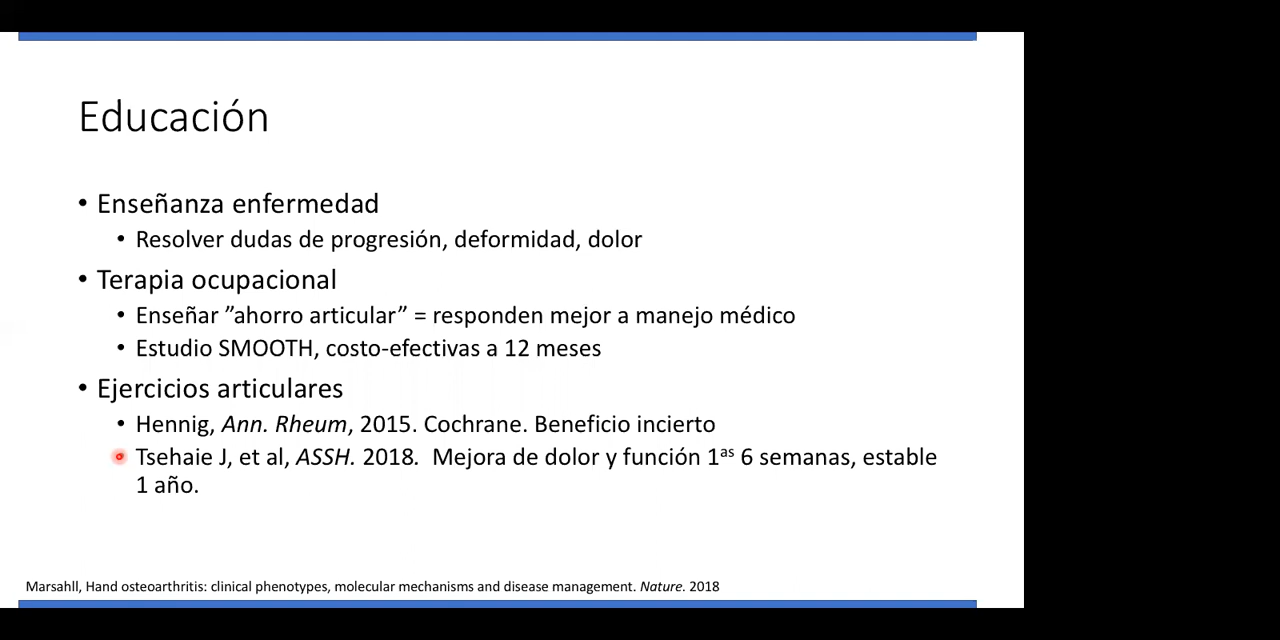 Educación
• Enseñanza enfermedad
• Resolver dudas de progresión, deformidad, dolor
• Terapia ocupacional
• Enseñar ”ahorro articular” = responden mejor a manejo médico
• Estudio SMOOTH, costo-efectivas a 12 meses
• Ejercicios articulares
• Hennig, Ann. Rheum, 2015. Cochrane. Beneficio incierto
• Tsehaie J, et al, ASSH. 2018. Mejora de dolor y función 1as 6 semanas, estable
1 año.
Marsahll, Hand osteoarthritis: clinical phenotypes, molecular mechanisms and disease management. Nature. 2018